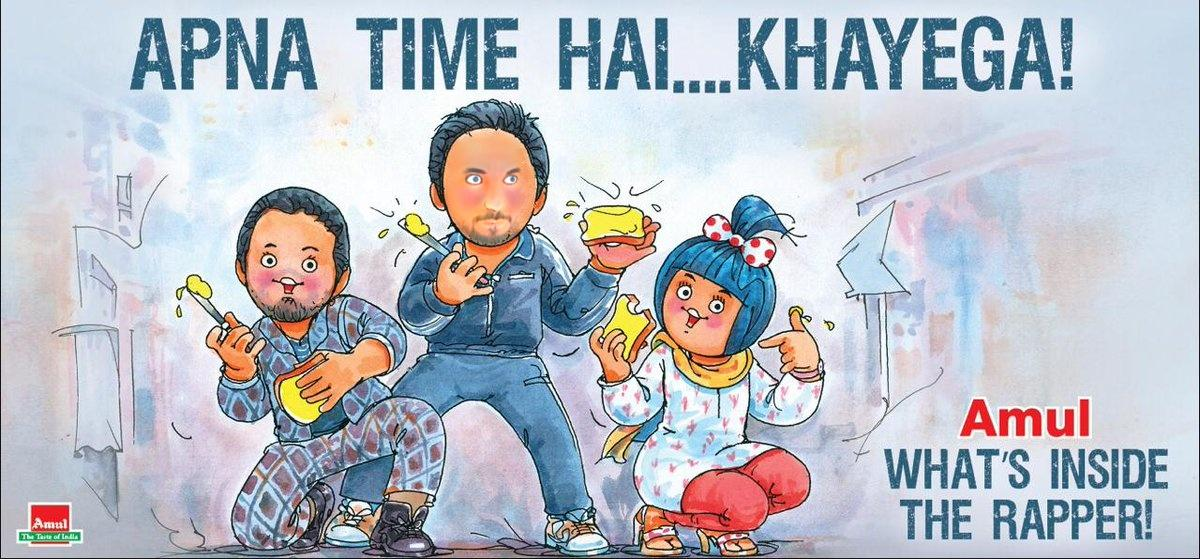 APNA TIME HAI....KHAYEGA!
Amul
WHAT'S INSIDE
THE RAPPER!
Amul
The Taste of India